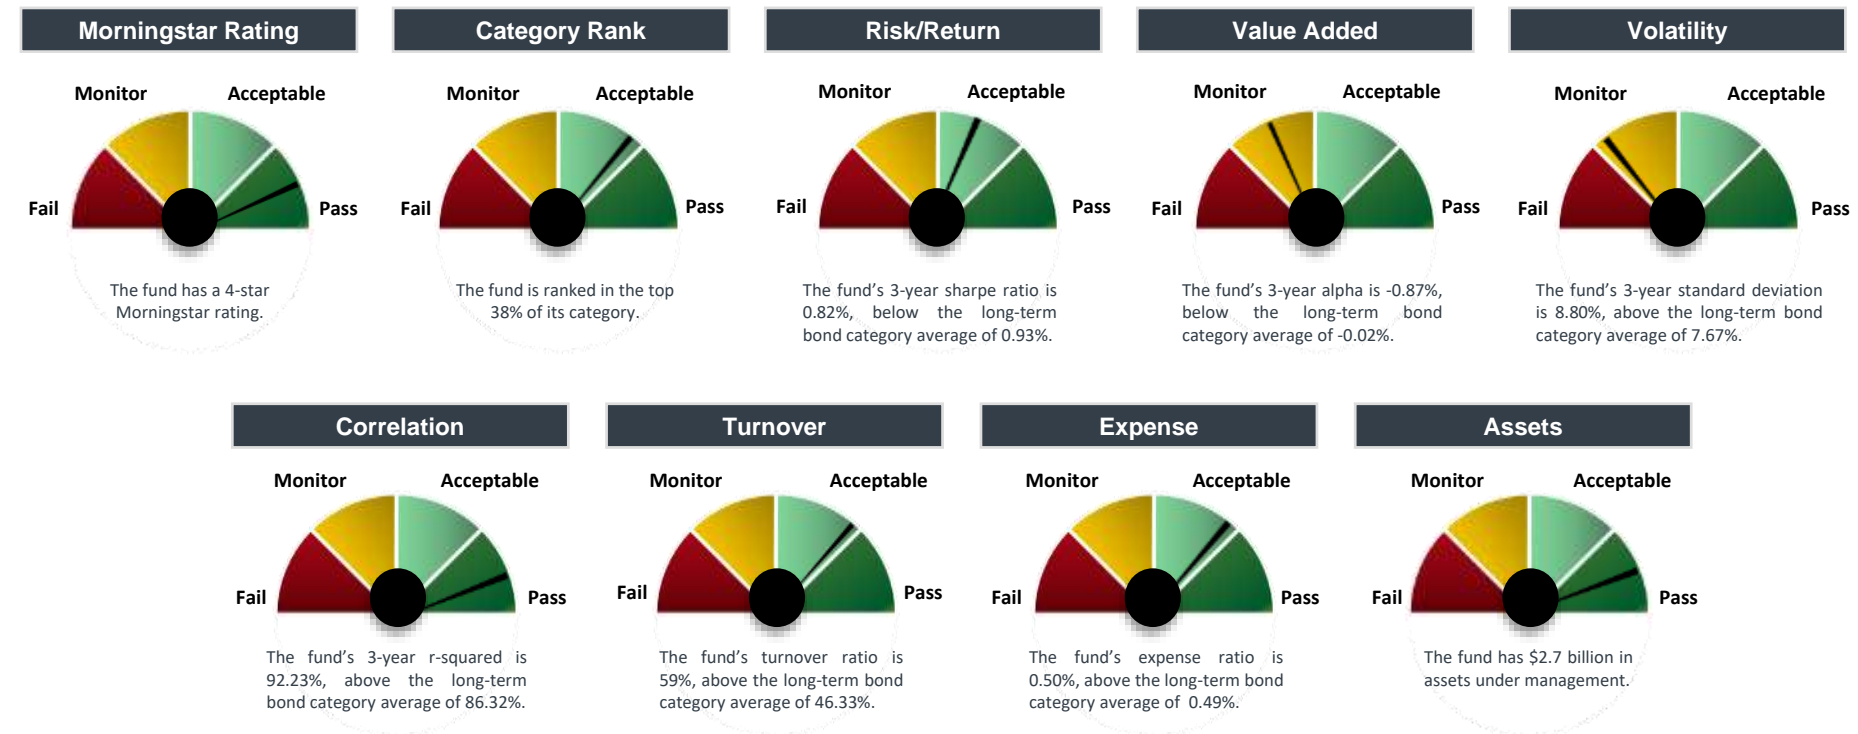 Morningstar Rating
Category Rank
Risk/Return
Value Added
Volatility
Monitor
Acceptable
Fail
Pass
The fund has a 4-star
Morningstar rating.
Monitor
Acceptable
Fail
Pass
The fund is ranked in the top
38% of its category.
Monitor
Acceptable
Fail
Pass
The fund's 3-year sharpe ratio is
0.82%, below the long-term
bond category average of 0.93%.
Monitor
Acceptable
Fail
Pass
The fund's 3-year alpha is -0.87%,
below the long-term bond
category average of -0.02%.
Monitor
Acceptable
Fail
Pass
The fund's 3-year standard deviation
is 8.80%, above the long-term bond
category average of 7.67%.
Correlation
Turnover
Expense
Assets
Monitor
Acceptable
Fail
Pass
The fund's 3-year r-squared is
92.23%, above the long-term
bond category average of 86.32%.
Monitor
Acceptable
Fail
Pass
The fund's turnover ratio is
59%, above the long-term bond
category average of 46.33%.
Monitor
Acceptable
Fail
Pass
The fund's expense ratio is
0.50%, above the long-term bond
category average of 0.49%.
Monitor
Acceptable
Fail
Pass
The fund has $2.7 billion in
assets under management.